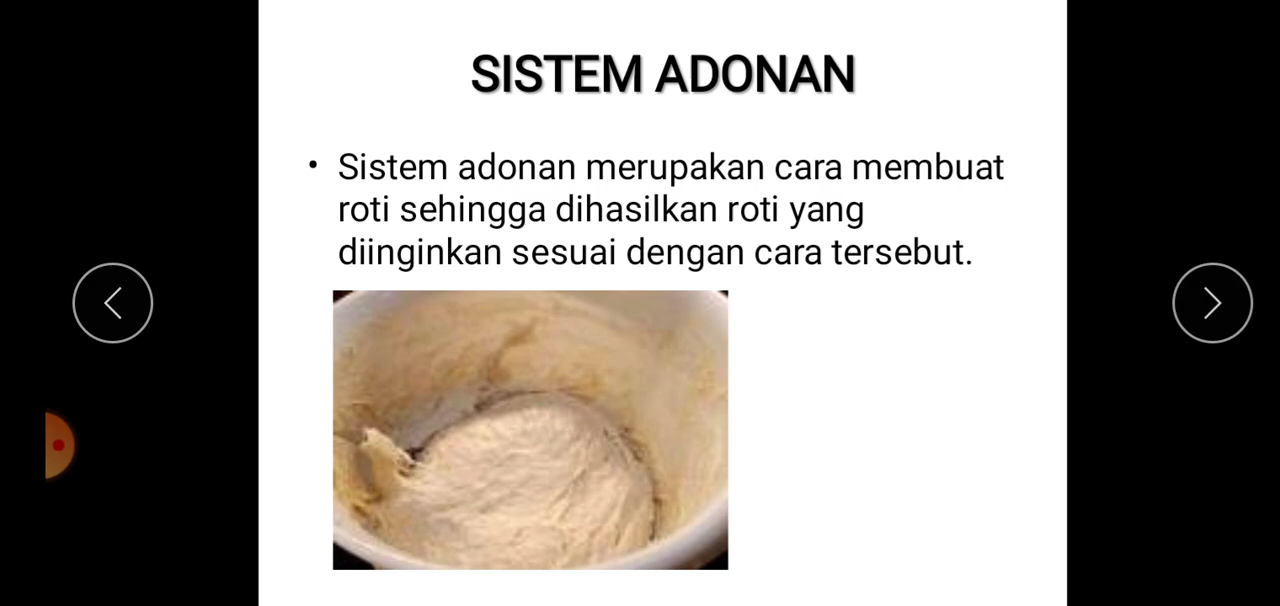 SISTEM ADONAN
• Sistem adonan merupakan cara membuat
roti sehingga dihasilkan roti yang
diinginkan sesuai dengan cara tersebut.